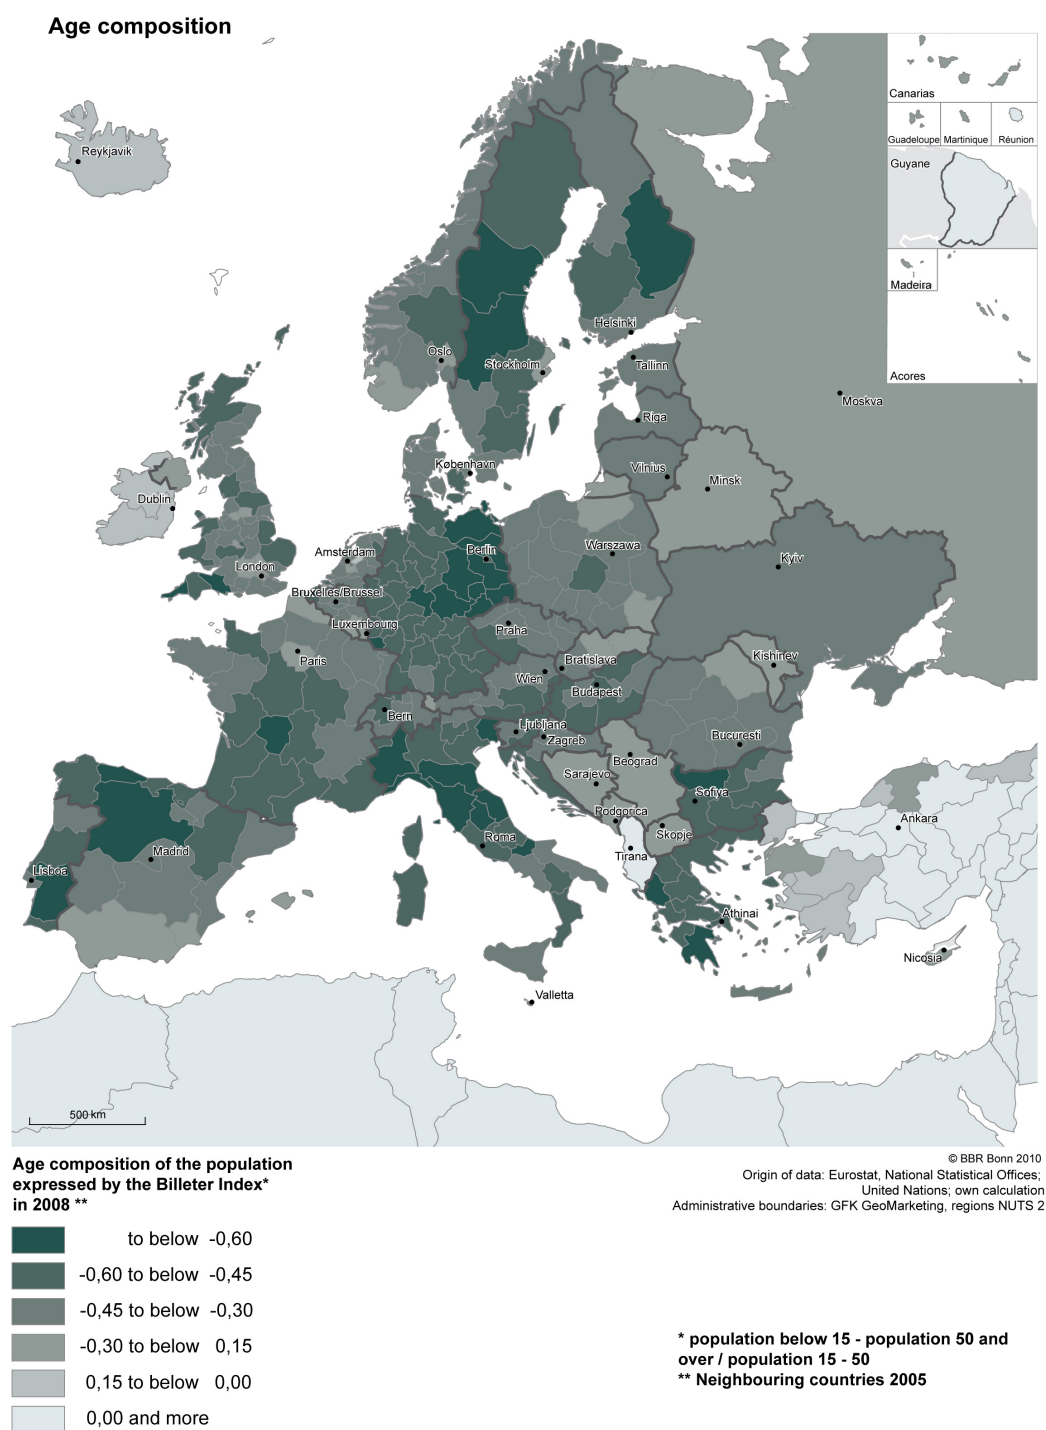 Age composition
Canarias
Guadeloupe
Martinique
Réunion
Guyane
Madeira
Acores
Reykjavik
Helsinki
Oslo
Stockholm
Tallinn
Moskva
Riga
København
Vilnius
Minsk
Dublin
Amsterdam
Berlin
Warszawa
London
Kyiv
Bruxelles/Brussel
Luxembourg
Praha
Paris
Bratislava
Kishinev
Wien
Budapest
Bern
Ljubljana
Zagreb
Bucuresti
Beograd
Sarajevo
Sofiya
Podgorica
Ankara
Skopje
Roma
Madrid
Tirana
Lisboa
Athinai
Nicosia
Valletta
500 km
Age composition of the population
expressed by the Billeter Index*
in 2008 **
to below -0,60
-0,60 to below -0,45
-0,45 to below -0,30
-0,30 to below 0,15
0,15 to below 0,00
0,00 and more
© BBR Bonn 2010
Origin of data: Eurostat, National Statistical Offices;
United Nations; own calculation
Administrative boundaries: GFK GeoMarketing, regions NUTS 2
* population below 15 - population 50 and
over / population 15 - 50
** Neighbouring countries 2005